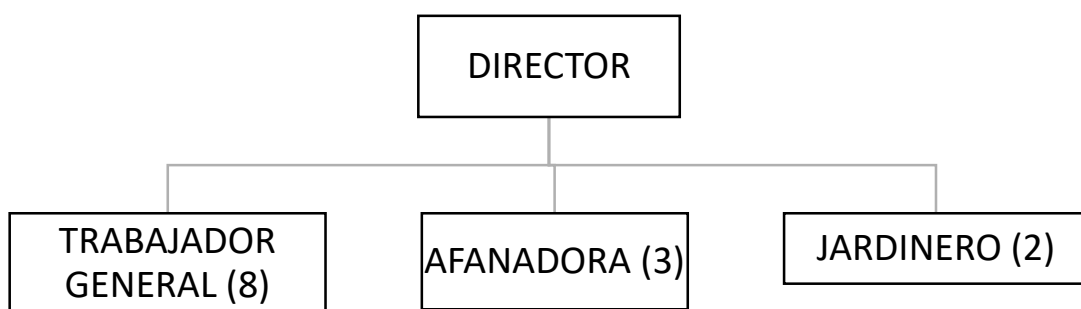 DIRECTOR
TRABAJADOR
GENERAL (8)
AFANADORA (3)
JARDINERO (2)